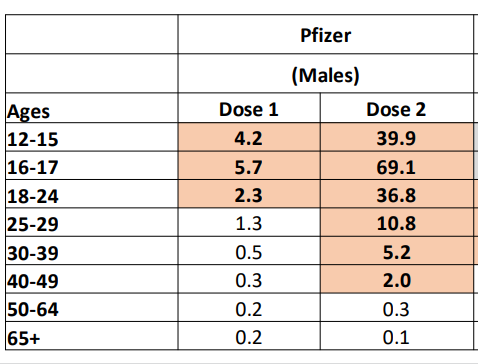 Pfizer
(Males)
Ages Dose 1 Dose 2
12-15 4.2 39.9
16-17 5.7 69.1
18-24 2.3 36.8
25-29 1.3 10.8
30-39 0.5 5.2
40-49 0.3 2.0
50-64 0.2 0.3
65+ 0.2 0.1